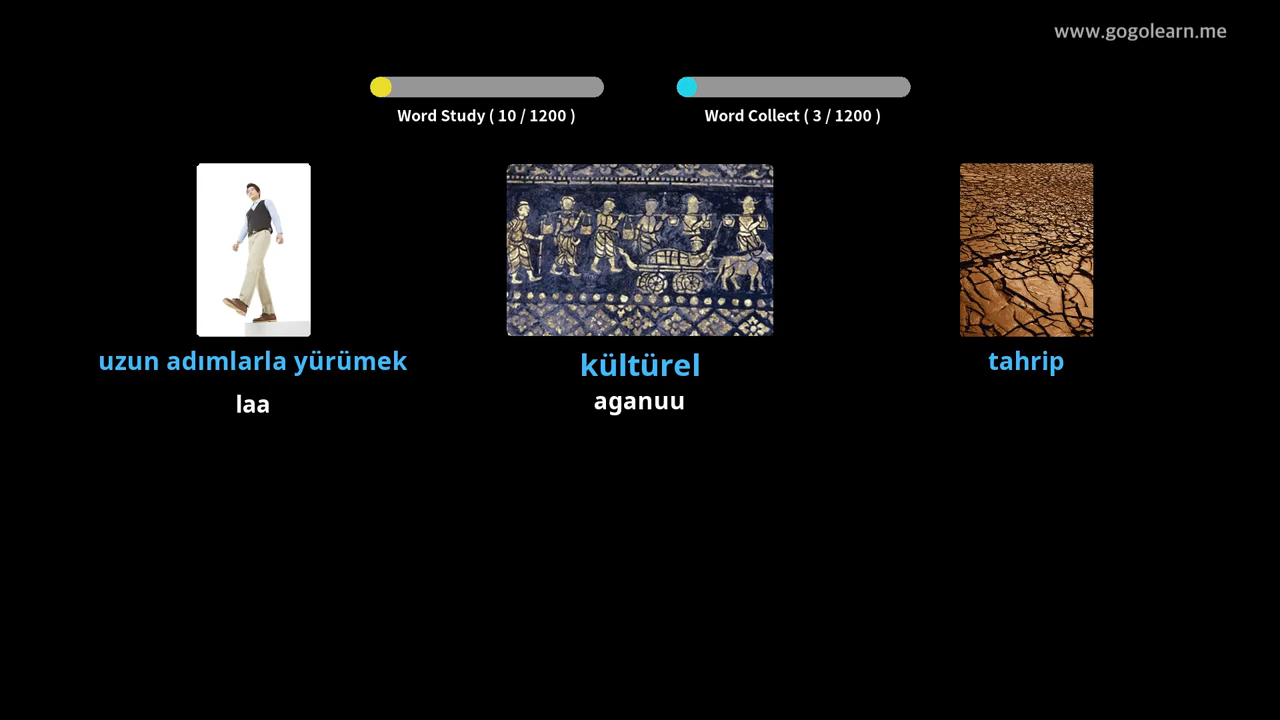 www.gogolearn.me
Word Study ( 10 / 1200 )
Word Collect ( 3 / 1200 )
uzun adımlarla yürümek
laa
kültürel
aganuu
tahrip